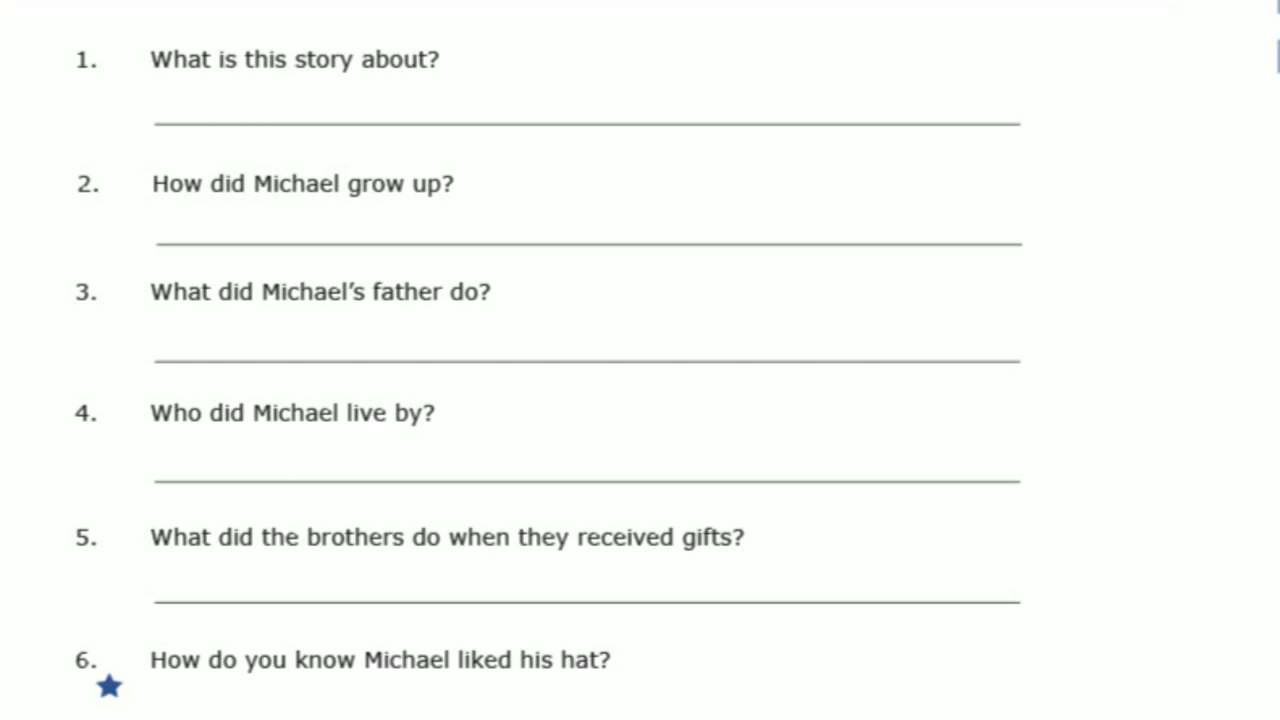 1. What is this story about?
2. How did Michael grow up?
3. What did Michael's father do?
4. Who did Michael live by?
5. What did the brothers do when they received gifts?
6. How do you know Michael liked his hat?